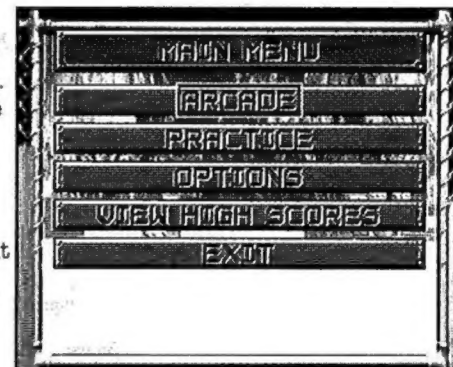 MAIN MENU
ARCADE
PRACTICE
OPTIONS
VIEW HIGH SCORES
EXIT